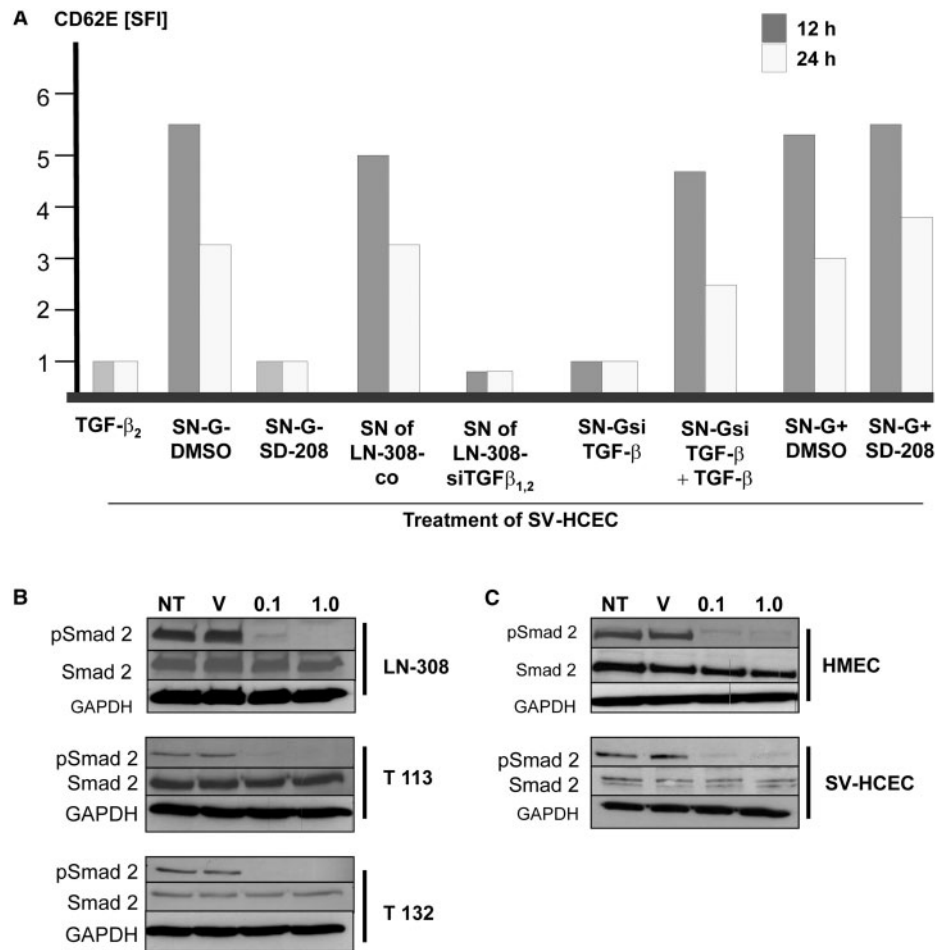 A CD62E [SFI]
12 h
24 h
6
5
4
3
2
1
TGF-β₂
SN-G-
DMSO
SN-G-
SD-208
SN of
LN-308-
co
SN of
LN-308-
siTGFβ₁,₂
SN-Gsi
TGF-β
SN-Gsi
TGF-β
+ TGF-β
SN-G+
DMSO
SN-G+
SD-208
Treatment of SV-HCEC
B
NT V 0.1 1.0
pSmad 2
Smad 2
GAPDH
LN-308
pSmad 2
Smad 2
GAPDH
T 113
pSmad 2
Smad 2
GAPDH
T 132
C
NT V 0.1 1.0
pSmad 2
Smad 2
GAPDH
HMEC
pSmad 2
Smad 2
GAPDH
SV-HCEC